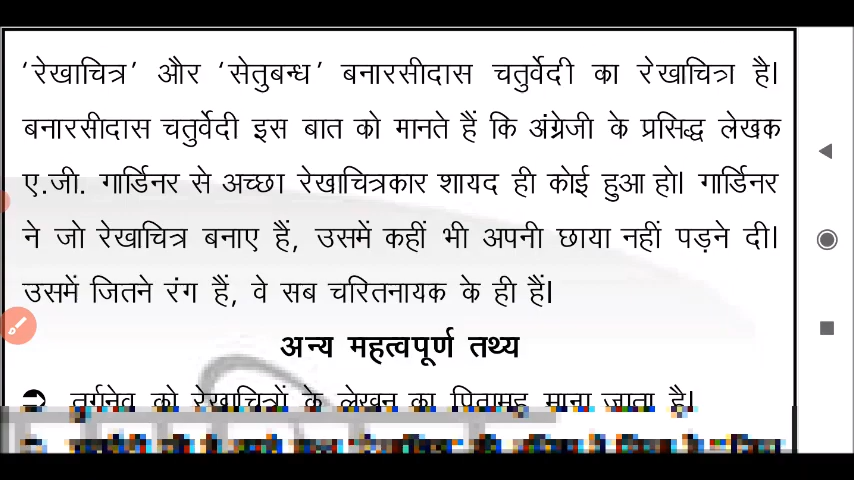 ‘रेखाचित्र’ और ‘सेतुबन्ध’ बनारसीदास चतुर्वेदी का रेखाचित्रा है।
बनारसीदास चतुर्वेदी इस बात को मानते हैं कि अंग्रेजी के प्रसिद्ध लेखक
ए.जी. गार्डिनर से अच्छा रेखाचित्रकार शायद ही कोई हुआ हो। गार्डिनर
ने जो रेखाचित्र बनाए हैं, उसमें कहीं भी अपनी छाया नहीं पड़ने दी।
उसमें जितने रंग हैं, वे सब चरितनायक के ही हैं।
अन्य महत्वपूर्ण तथ्य
➲ तुर्गनेव को रेखाचित्रों के लेखन का पितामह माना जाता है।